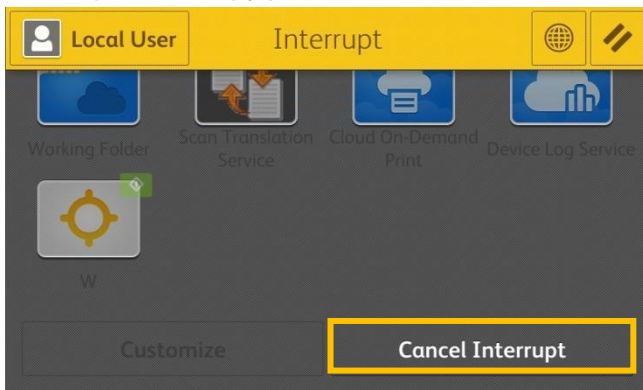 Local User
Interrupt
Working Folder
Scan Translation
Service
Cloud On-Demand
Print
Device Log Service
W
Customize
Cancel Interrupt